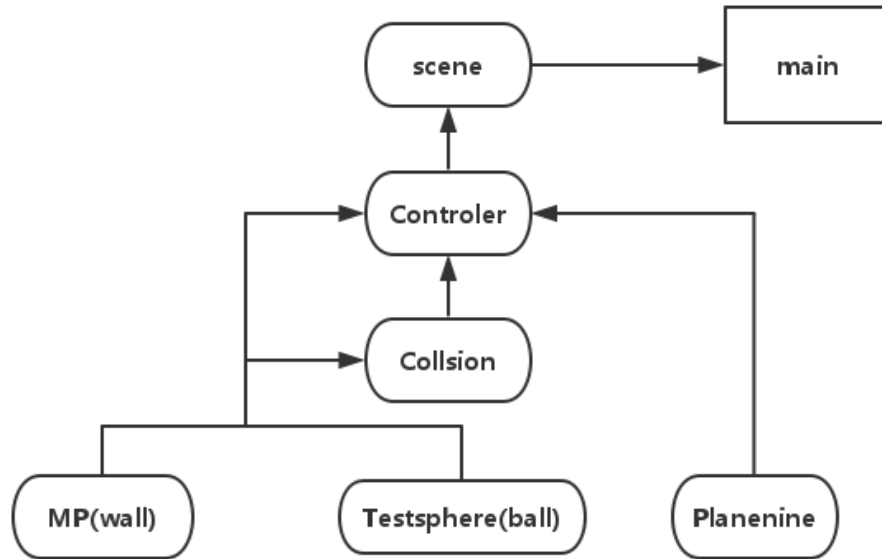 scene
main
Controler
Collsion
MP(wall)
Testsphere(ball)
Planenine